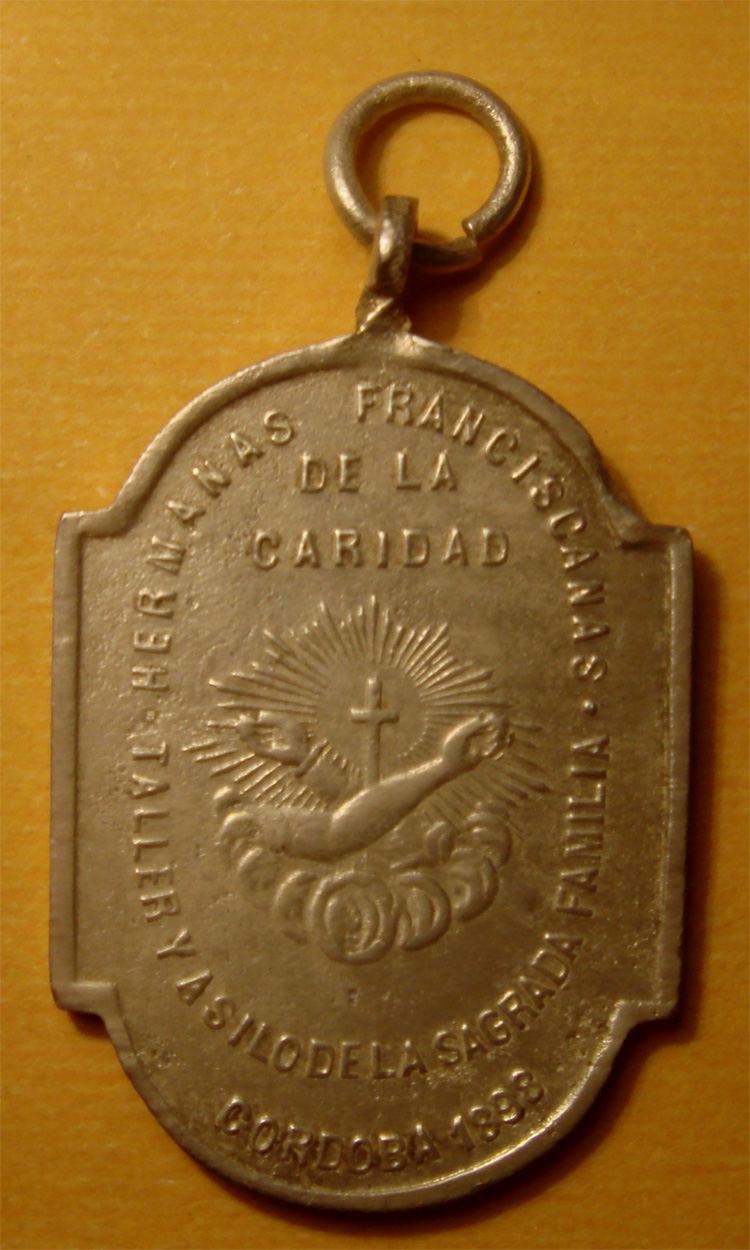 HERMANAS FRANCISCANAS
DE LA
CARIDAD
TALLER Y ASILO DE LA SAGRADA FAMILIA
CORDOBA 1898